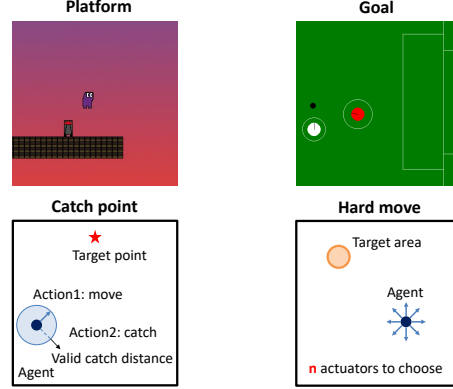 Platform
Goal
Catch point
Target point
Action1: move
Action2: catch
Valid catch distance
Agent
Hard move
Target area
Agent
n actuators to choose